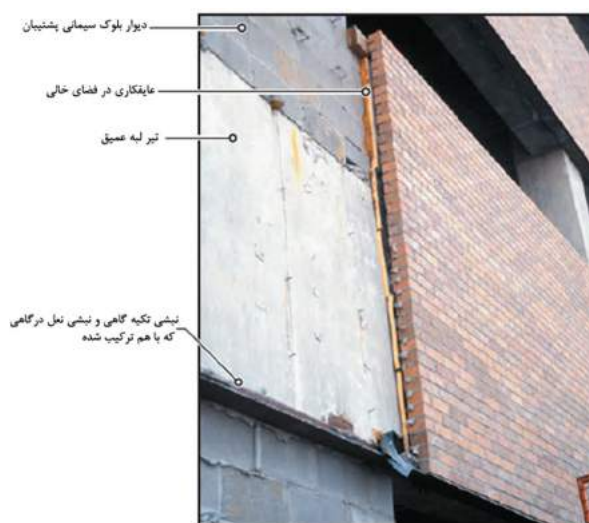 دیوار بلوک سیمانی پشتیبان
عایقکاری در فضای خالی
تیر لبه عمیق
نبشی تکیه گاهی و نبشی نعل درگاهی
که با هم ترکیب شده